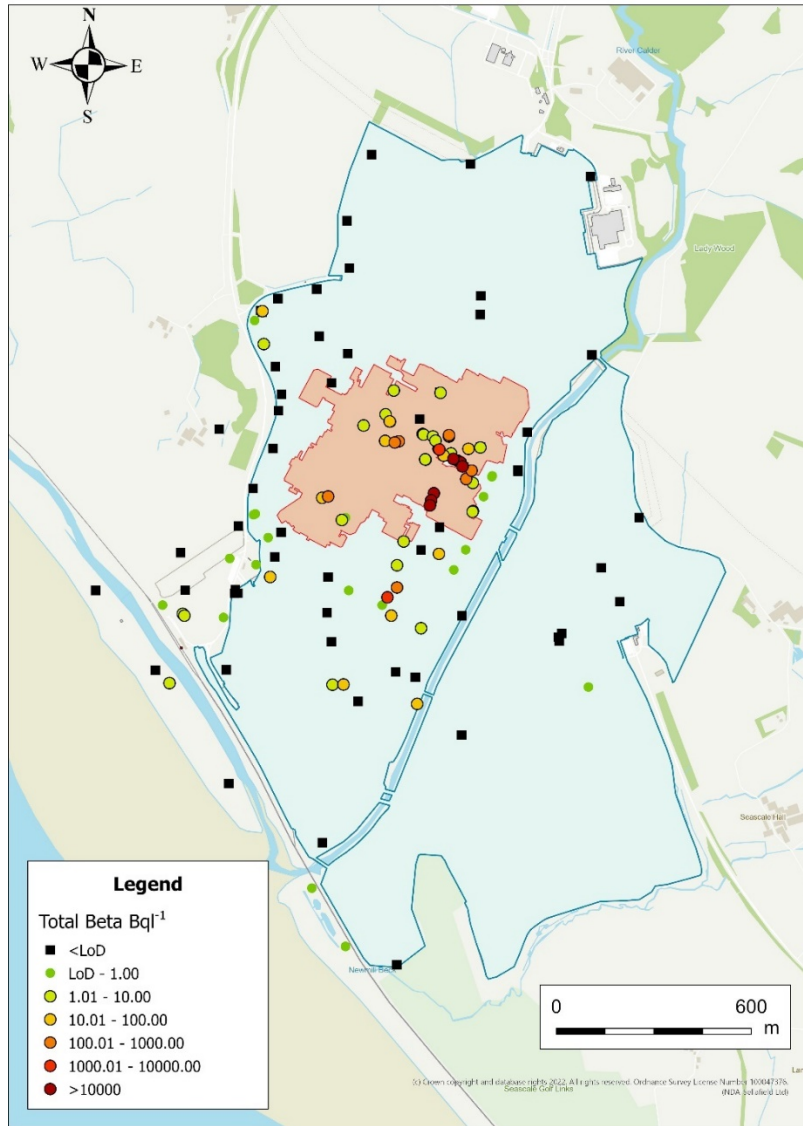 N
W E
S
River Calder
Lady Wood
Seascale Hall
Legend
Total Beta Bql-1
<LoD
LoD - 1.00
1.01 - 10.00
10.01 - 100.00
100.01 - 1000.00
1000.01 - 10000.00
>10000
0 600
m
(c) Crown copyright and database rights 2022. All rights reserved. Ordnance Survey License Number 100047376.
(NDA Sellafield Ltd)
Seascale Golf Links